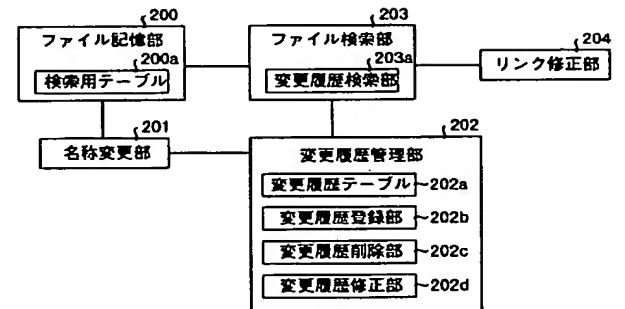 200
ファイル記憶部
200a
検索用テーブル
203
ファイル検索部
203a
変更履歴検索部
204
リンク修正部
201
名称変更部
202
変更履歴管理部
変更履歴テーブル
202a
変更履歴登録部
202b
変更履歴削除部
202c
変更履歴修正部
202d